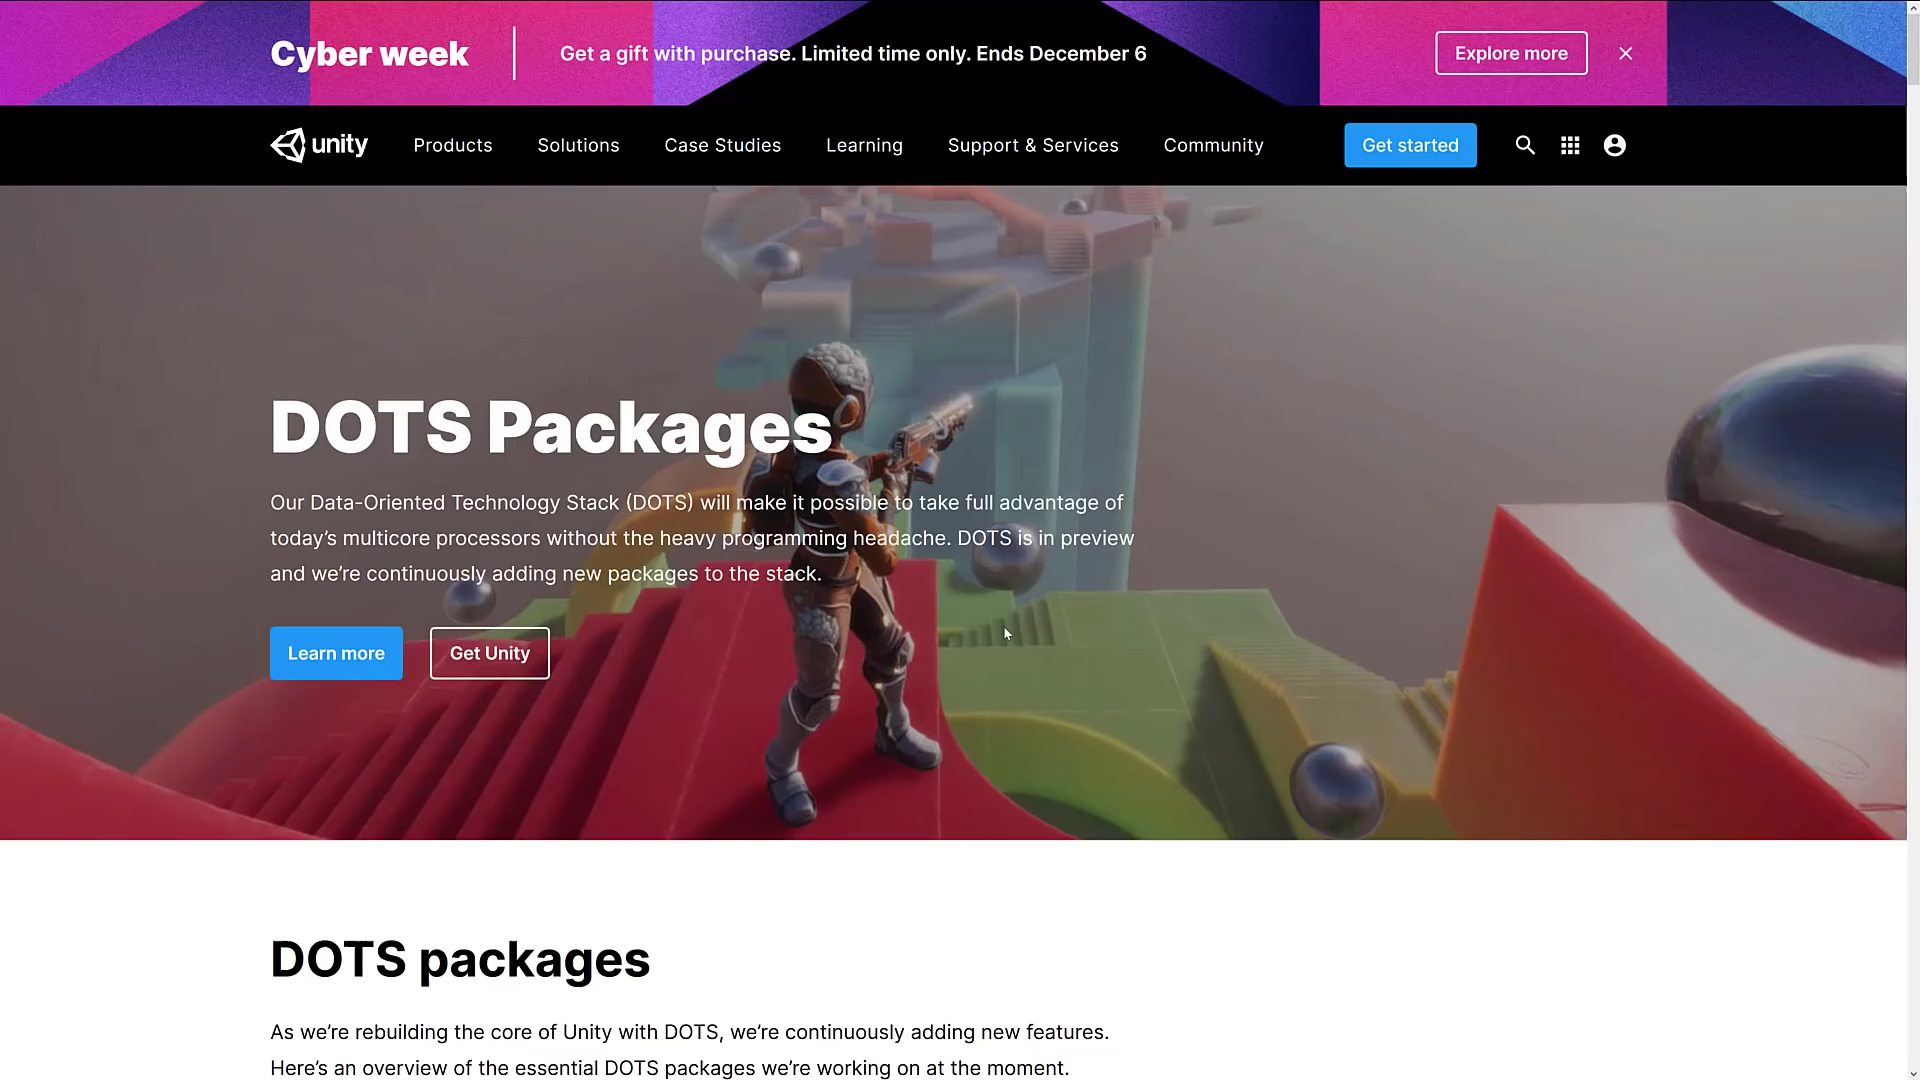 Cyber week
Get a gift with purchase. Limited time only. Ends December 6
Explore more
unity
Products
Solutions
Case Studies
Learning
Support & Services
Community
Get started
DOTS Packages
Our Data-Oriented Technology Stack (DOTS) will make it possible to take full advantage of
today’s multicore processors without the heavy programming headache. DOTS is in preview
and we’re continuously adding new packages to the stack.
Learn more
Get Unity
DOTS packages
As we’re rebuilding the core of Unity with DOTS, we’re continuously adding new features.
Here’s an overview of the essential DOTS packages we’re working on at the moment.